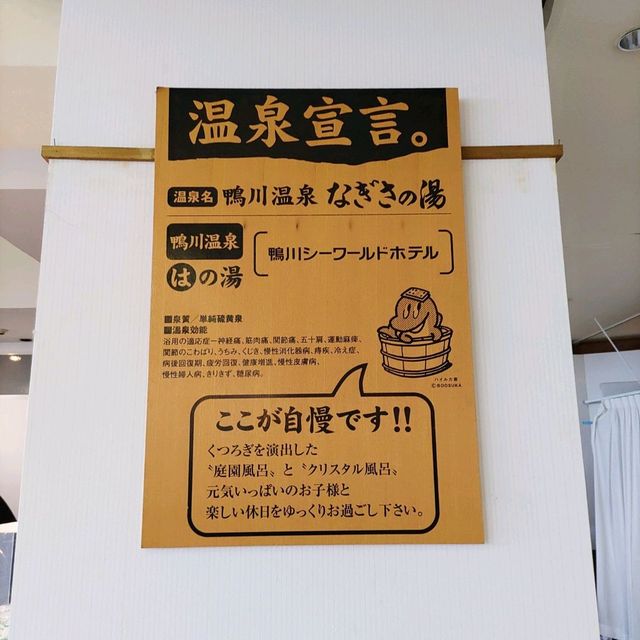 温泉宣言。
温泉名 鴨川温泉 なぎさの湯
鴨川温泉
はの湯
鴨川シーワールドホテル
■泉質／単純硫黄泉
■温泉効能
浴用の適応症ー神経痛、筋肉痛、関節痛、五十肩、運動麻痺、
関節のこわばり、うちみ、くじき、慢性消化器病、痔疾、冷え症、
病後回復期、疲労回復、健康増進、慢性皮膚病、
慢性婦人病、きりきず、糖尿病。
©BOOSUKA
ここが自慢です!!
くつろぎを演出した
〝庭園風呂〟と〝クリスタル風呂〟
元気いっぱいのお子様と
楽しい休日をゆっくりお過ごし下さい。